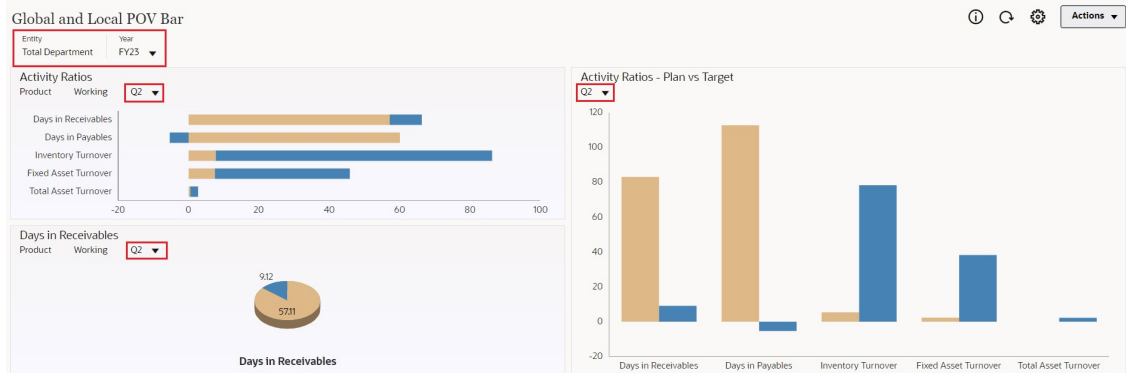 Global and Local POV Bar
Actions
Entity Year
Total Department FY23
Activity Ratios
Product Working Q2
Days in Receivables
Days in Payables
Inventory Turnover
Fixed Asset Turnover
Total Asset Turnover
-20 0 20 40 60 80 100
Days in Receivables
Product Working Q2
9.12
57.11
Days in Receivables
Activity Ratios - Plan vs Target
Q2
120
100
80
60
40
20
0
-20
Days in Receivables Days in Payables Inventory Turnover Fixed Asset Turnover Total Asset Turnover